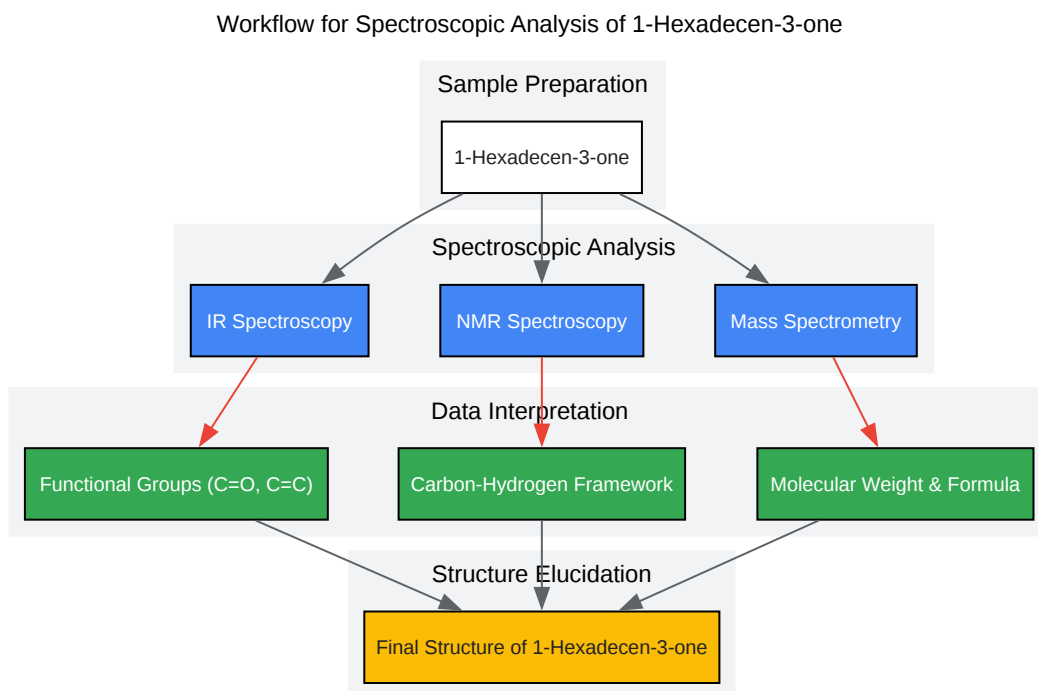 Workflow for Spectroscopic Analysis of 1-Hexadecen-3-one
Sample Preparation
1-Hexadecen-3-one
Spectroscopic Analysis
IR Spectroscopy
NMR Spectroscopy
Mass Spectrometry
Data Interpretation
Functional Groups (C=O, C=C)
Carbon-Hydrogen Framework
Molecular Weight & Formula
Structure Elucidation
Final Structure of 1-Hexadecen-3-one